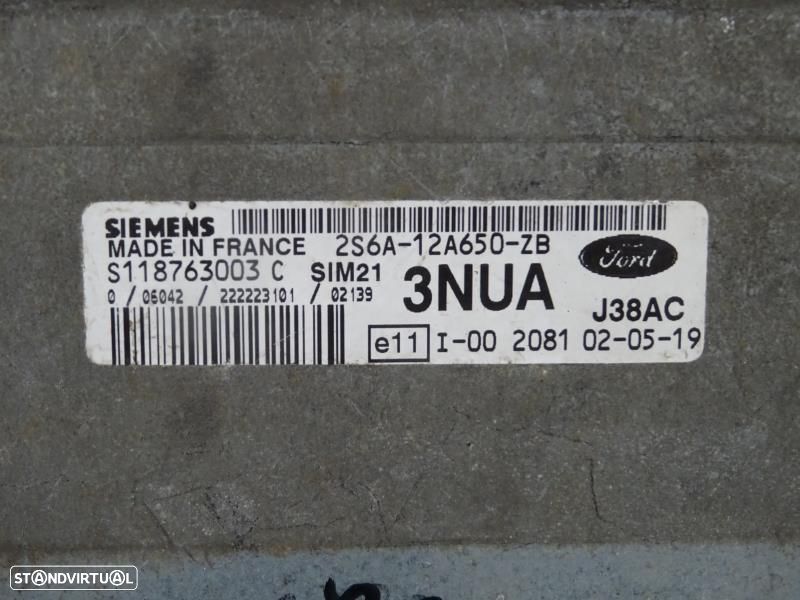 SIEMENS
MADE IN FRANCE 2S6A-12A650-ZB
Ford
S118763003 C SIM21
0 / 06042 / 222223101 / 02139
3NUA
J38AC
e11 I-00 2081 02-05-19
STANDVIRTUAL